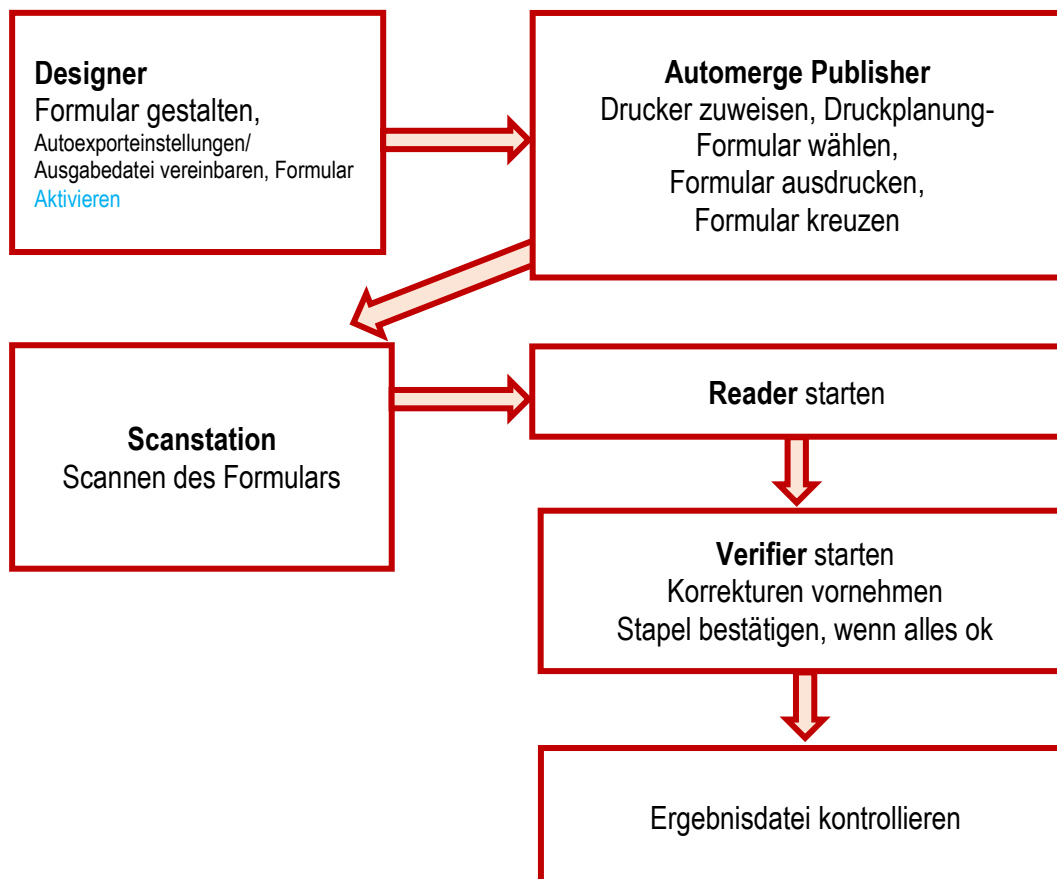 Designer
Formular gestalten,
Autoexporteinstellungen/
Ausgabedatei vereinbaren, Formular
Aktivieren
Automerge Publisher
Drucker zuweisen, Druckplanung-
Formular wählen,
Formular ausdrucken,
Formular kreuzen
Scanstation
Scannen des Formulars
Reader starten
Verifier starten
Korrekturen vornehmen
Stapel bestätigen, wenn alles ok
Ergebnisdatei kontrollieren